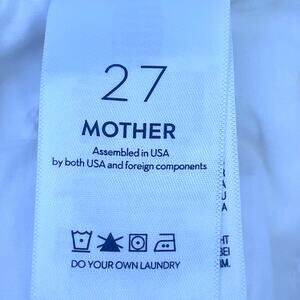 27
MOTHER
Assembled in USA
by both USA and foreign components
DO YOUR OWN LAUNDRY